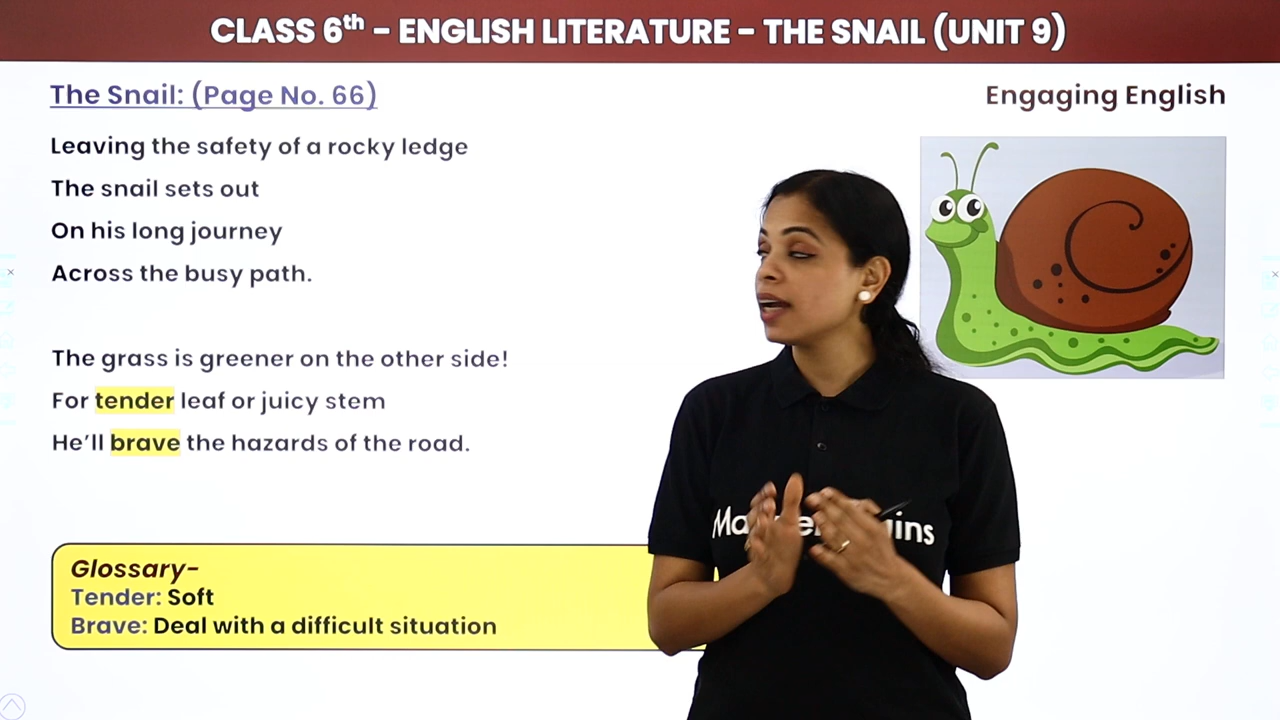 CLASS 6th - ENGLISH LITERATURE - THE SNAIL (UNIT 9)
The Snail: (Page No. 66)
Engaging English
Leaving the safety of a rocky ledge
The snail sets out
On his long journey
Across the busy path.
The grass is greener on the other side!
For tender leaf or juicy stem
He'll brave the hazards of the road.
Glossary-
Tender: Soft
Brave: Deal with a difficult situation